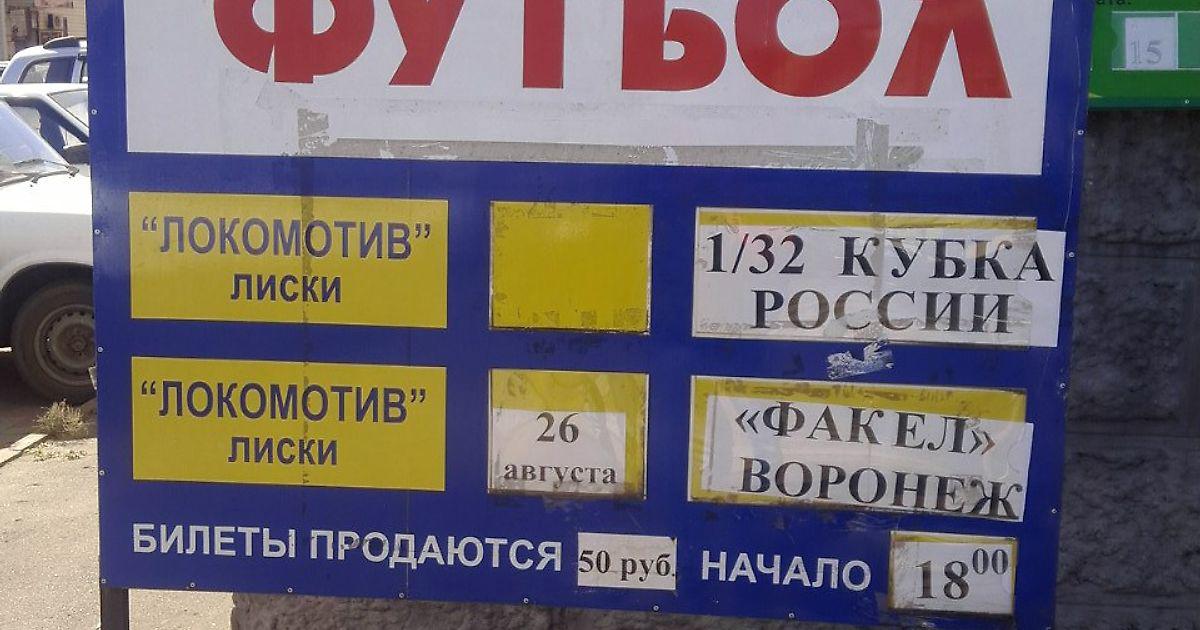 ФУТБОЛ
15
"ЛОКОМОТИВ"
ЛИСКИ
1/32 КУБКА
РОССИИ
"ЛОКОМОТИВ"
ЛИСКИ
26
августа
«ФАКЕЛ»
ВОРОНЕЖ
БИЛЕТЫ ПРОДАЮТСЯ 50 руб. НАЧАЛО 18⁰⁰